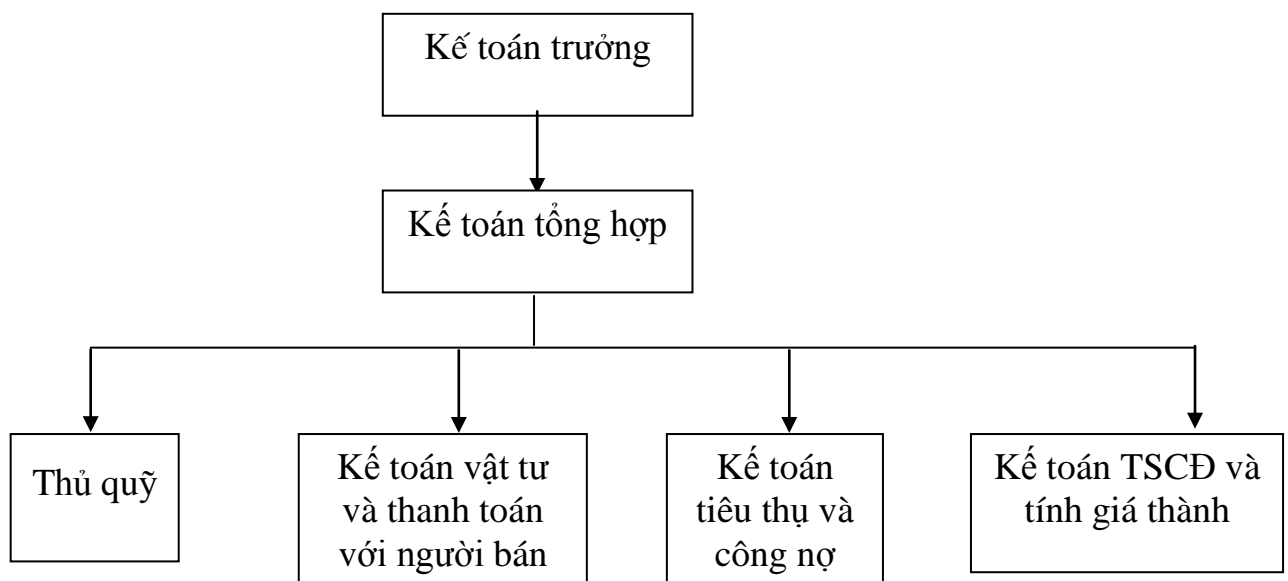 Kế toán trưởng
Kế toán tổng hợp
Thủ quỹ
Kế toán vật tư
và thanh toán
với người bán
Kế toán
tiêu thụ và
công nợ
Kế toán TSCĐ và
tính giá thành